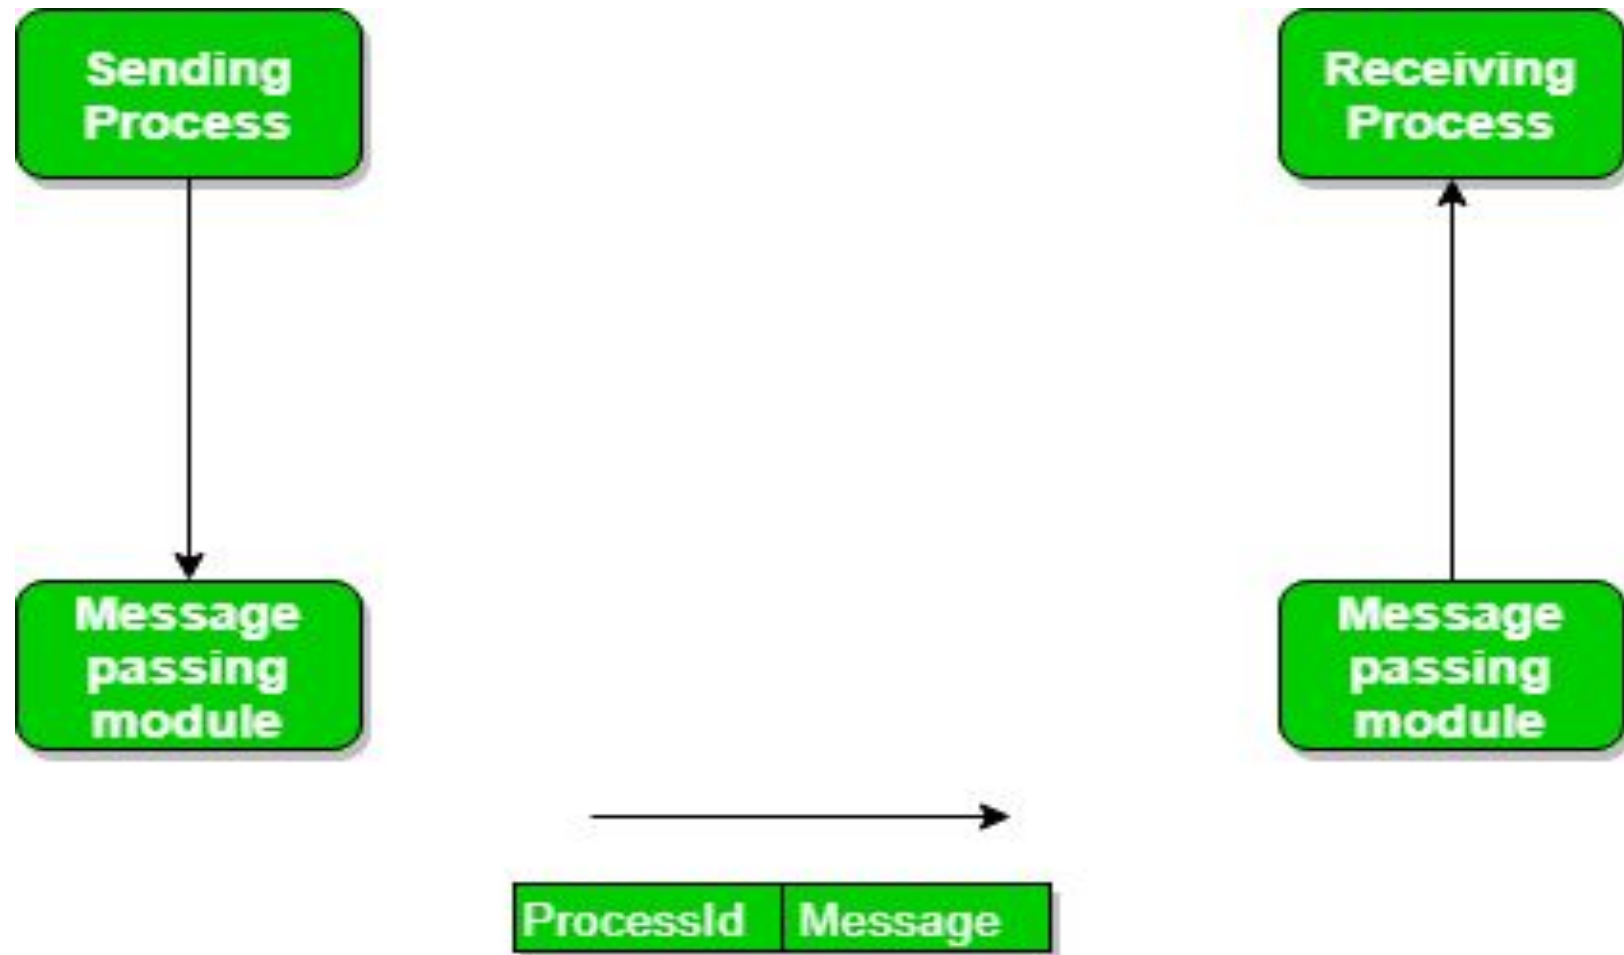 Sending
Process
Receiving
Process
Message
passing
module
Message
passing
module
ProcessId
Message